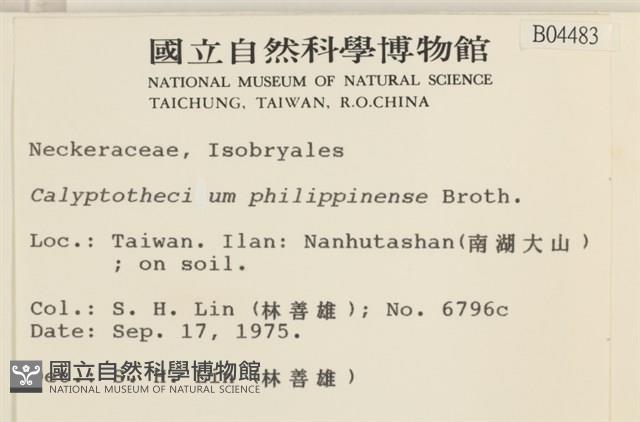 B04483
國立自然科學博物館
NATIONAL MUSEUM OF NATURAL SCIENCE
TAICHUNG, TAIWAN, R.O.CHINA
Neckeraceae, Isobryales
Calyptotheci um philippinense Broth.
Loc.: Taiwan. Ilan: Nanhutashan(南湖大山)
; on soil.
Col.: S. H. Lin (林善雄); No. 6796c
Date: Sep. 17, 1975.
S. H. Lin (林善雄)
國立自然科學博物館
NATIONAL MUSEUM OF NATURAL SCIENCE